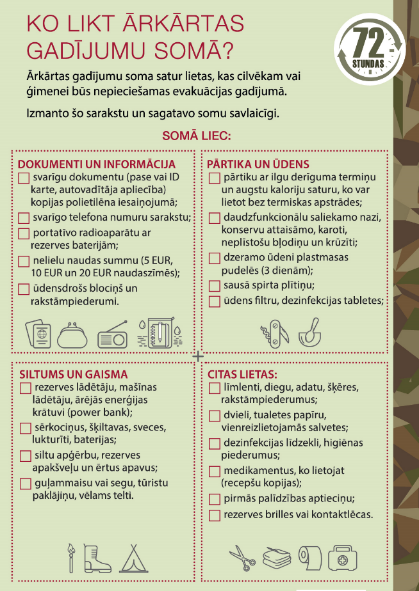 KO LIKT ĀRKĀRTAS
GADĪJUMU SOMĀ?
72
STUNDAS
Ārkārtas gadījumu soma satur lietas, kas cilvēkam vai
ģimenei būs nepieciešamas evakuācijas gadījumā.
Izmanto šo sarakstu un sagatavo somu savlaicīgi.
SOMĀ LIEC:
DOKUMENTI UN INFORMĀCIJA
svarīgu dokumentu (pase vai ID
karte, autovadītāja apliecība)
kopijas polietilēna iesaiņojumā;
svarīgo telefona numuru sarakstu;
portatīvo radioaparātu ar
rezerves baterijām;
nelielu naudas summu (5 EUR,
10 EUR un 20 EUR naudaszīmēs);
ūdensdrošs blociņš un
rakstāmpiederumi.
PĀRTIKA UN ŪDENS
pārtiku ar ilgu derīguma termiņu
un augstu kaloriju saturu, ko var
lietot bez termiskas apstrādes;
daudzfunkcionālu saliekamo nazi,
konservu attaisāmo, karoti,
neplīstošu bļodiņu un krūzīti;
dzeramo ūdeni plastmasas
pudelēs (3 dienām);
sausā spirta plītiņu;
ūdens filtru, dezinfekcijas tabletes;
SILTUMS UN GAISMA
rezerves lādētāju, mašīnas
lādētāju, ārējās enerģijas
krātuvi (power bank);
sērkociņus, šķiltavas, sveces,
lukturīti, baterijas;
siltu apģērbu, rezerves
apakšveļu un ērtus apavus;
guļammaisu vai segu, tūristu
paklājiņu, vēlams telti.
CITAS LIETAS:
līmlenti, diegu, adatu, šķēres,
rakstāmpiederumus;
dvieli, tualetes papīru,
vienreizlietojamās salvetes;
dezinfekcijas līdzekli, higiēnas
piederumus;
medikamentus, ko lietojat
(recepšu kopijas);
pirmās palīdzības aptieciņu;
rezerves brilles vai kontaktlēcas.